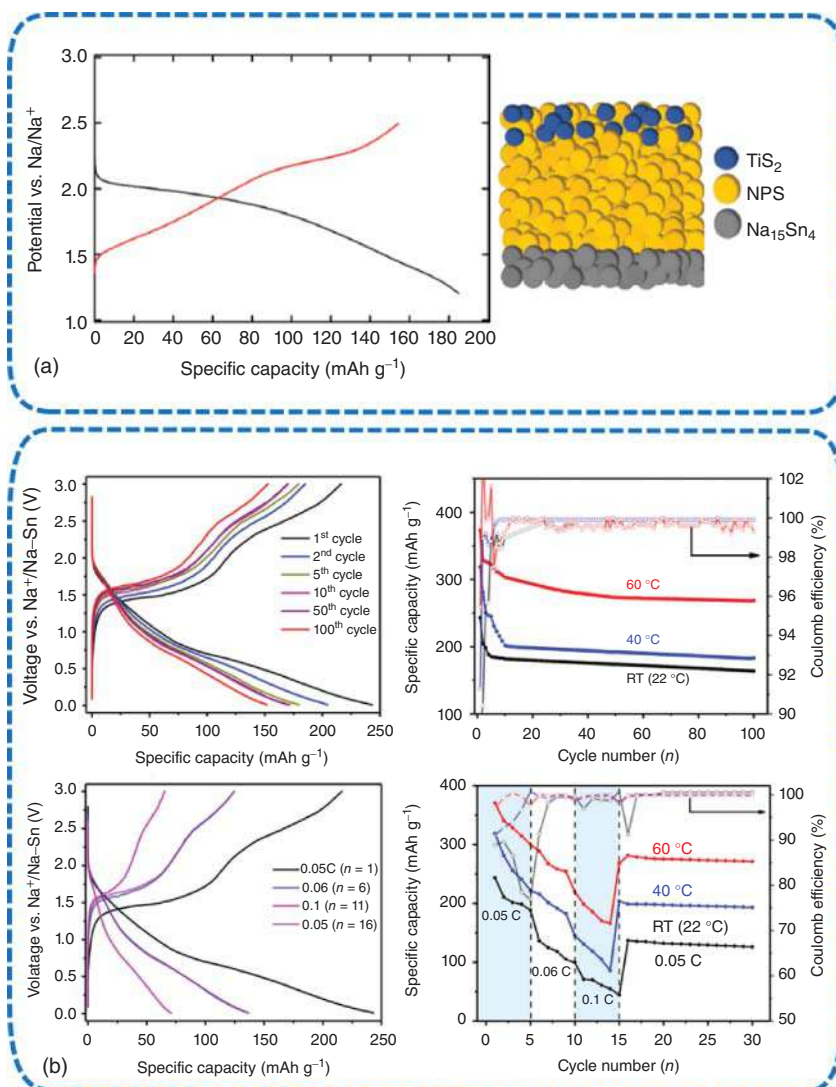 3.0
2.5
2.0
1.5
1.0
Potential vs. Na/Na⁺
0 20 40 60 80 100 120 140 160 180 200
Specific capacity (mAh g⁻¹)
TiS₂
NPS
Na₁₅Sn₄
(a)
3.0
2.5
2.0
1.5
1.0
0.5
0.0
Voltage vs. Na⁺/Na–Sn (V)
1ˢᵗ cycle
2ⁿᵈ cycle
5ᵗʰ cycle
10ᵗʰ cycle
50ᵗʰ cycle
100ᵗʰ cycle
0 50 100 150 200 250
Specific capacity (mAh g⁻¹)
400
300
200
100
Specific capacity (mAh g⁻¹)
60 °C
40 °C
RT (22 °C)
102
100
98
96
94
92
90
Coulomb efficiency (%)
0 20 40 60 80 100
Cycle number (n)
3.0
2.5
2.0
1.5
1.0
0.5
0.0
Volatage vs. Na⁺/Na–Sn (V)
0.05C (n = 1)
0.06 (n = 6)
0.1 (n = 11)
0.05 (n = 16)
0 50 100 150 200 250
Specific capacity (mAh g⁻¹)
400
300
200
100
0
Specific capacity (mAh g⁻¹)
60 °C
40 °C
RT (22 °C)
0.05 C
0.05 C
0.06 C
0.1 C
100
90
80
70
60
50
Coulomb efficiency (%)
0 5 10 15 20 25 30
Cycle number (n)
(b)